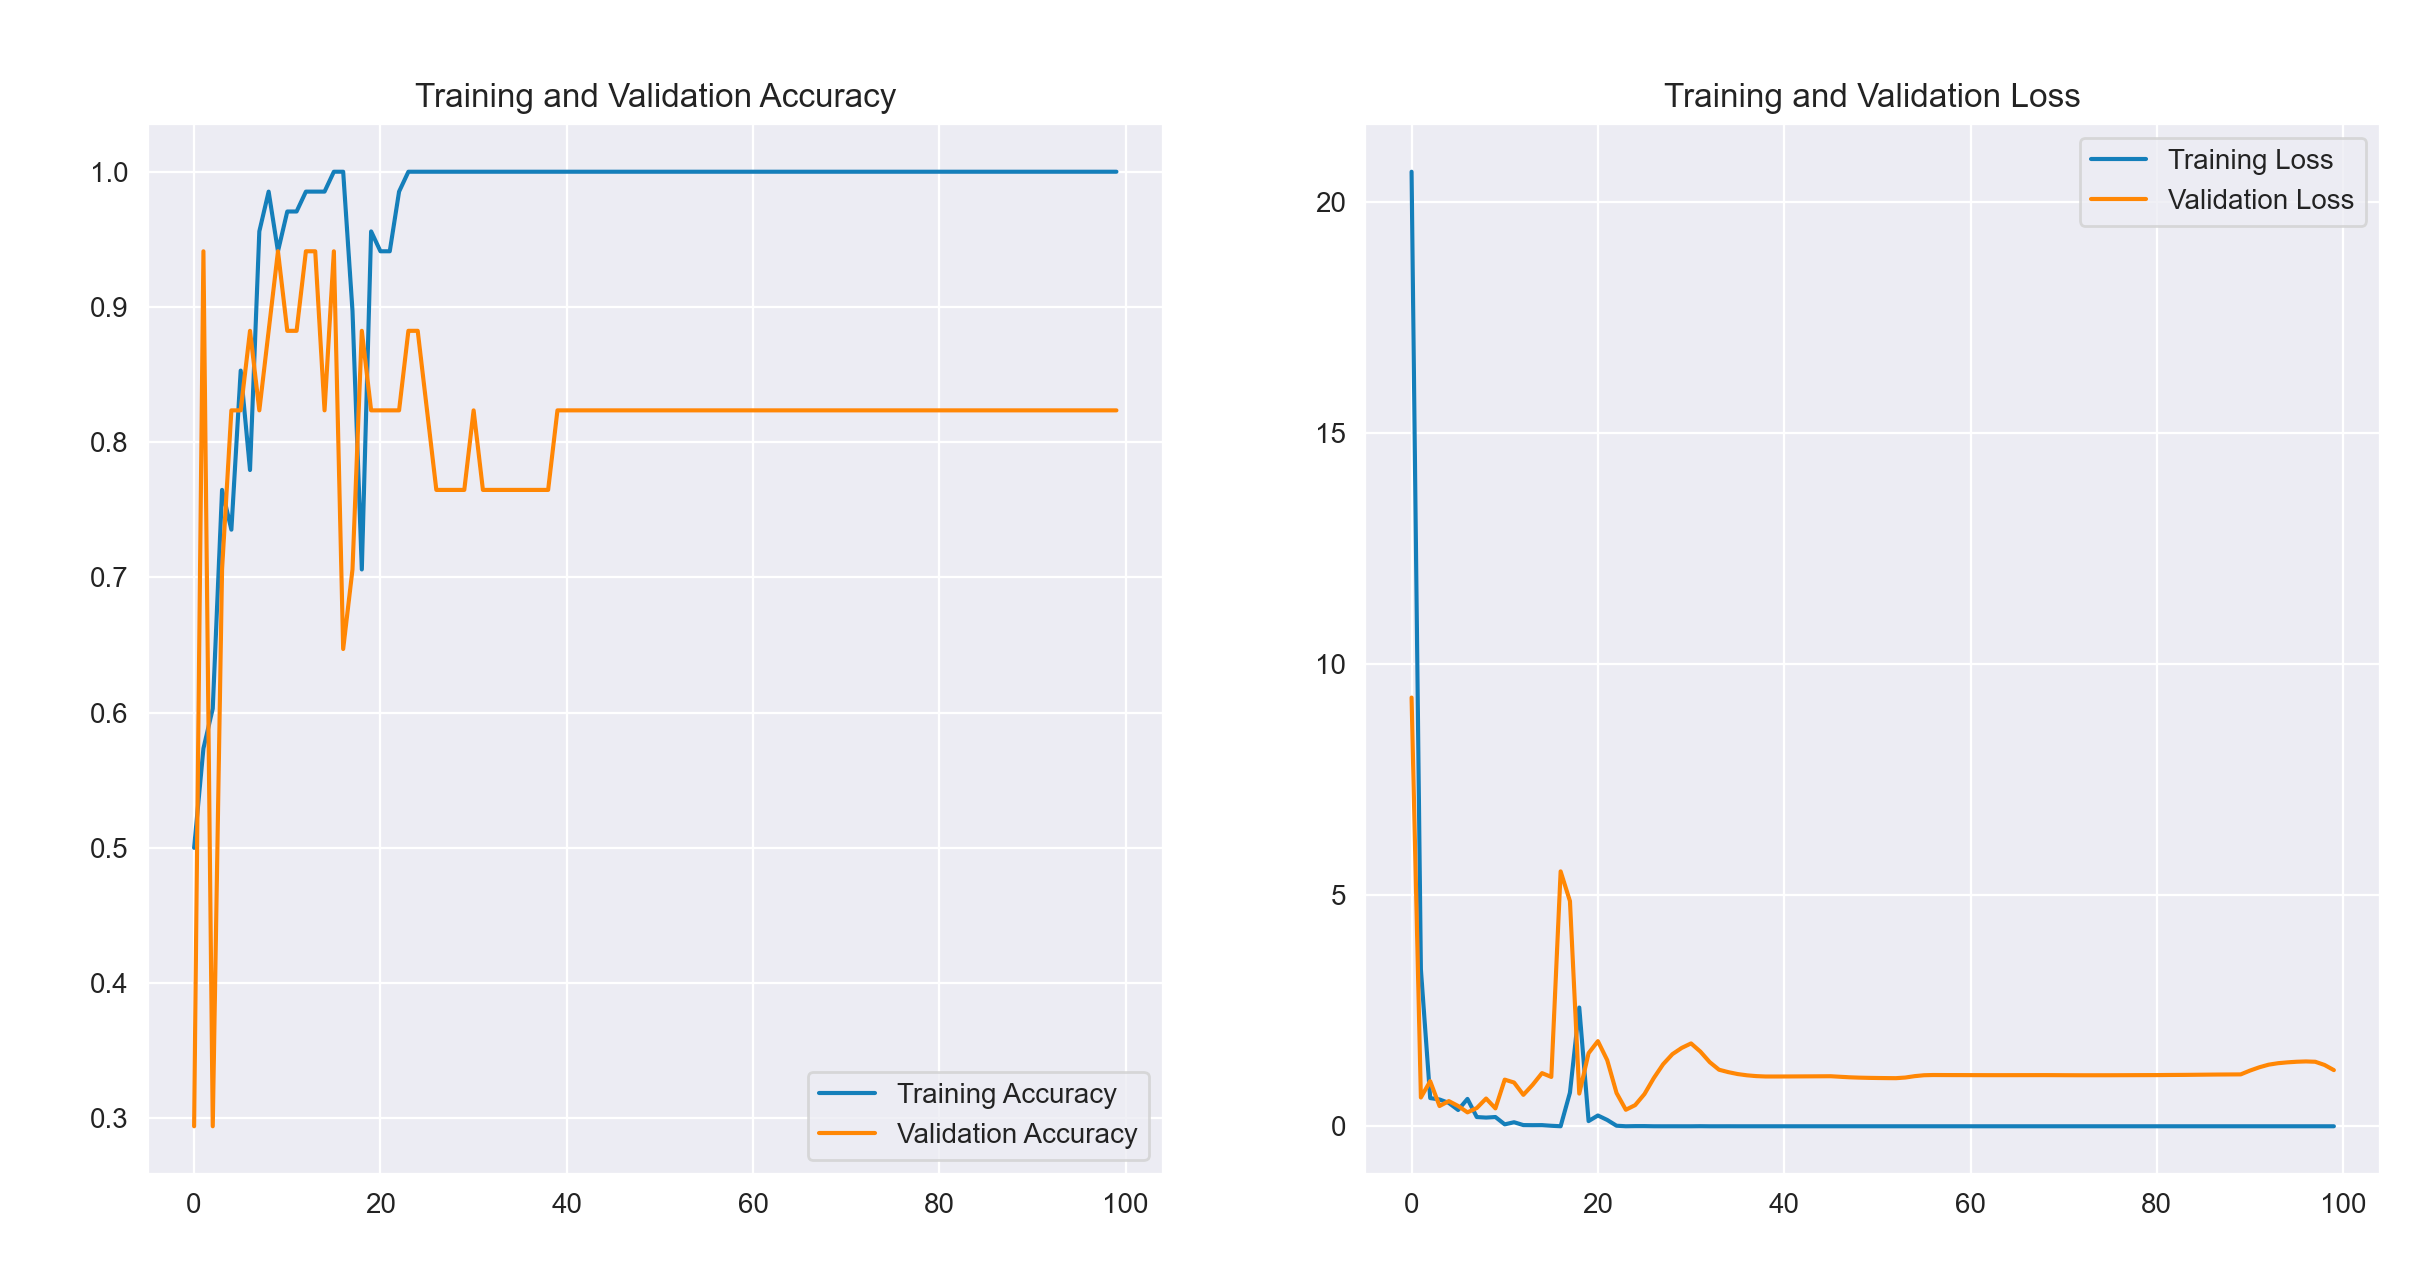 Training and Validation Accuracy
1.0
0.9
0.8
0.7
0.6
0.5
0.4
0.3
0 20 40 60 80 100
Training Accuracy
Validation Accuracy
Training and Validation Loss
20
15
10
5
0
0 20 40 60 80 100
Training Loss
Validation Loss